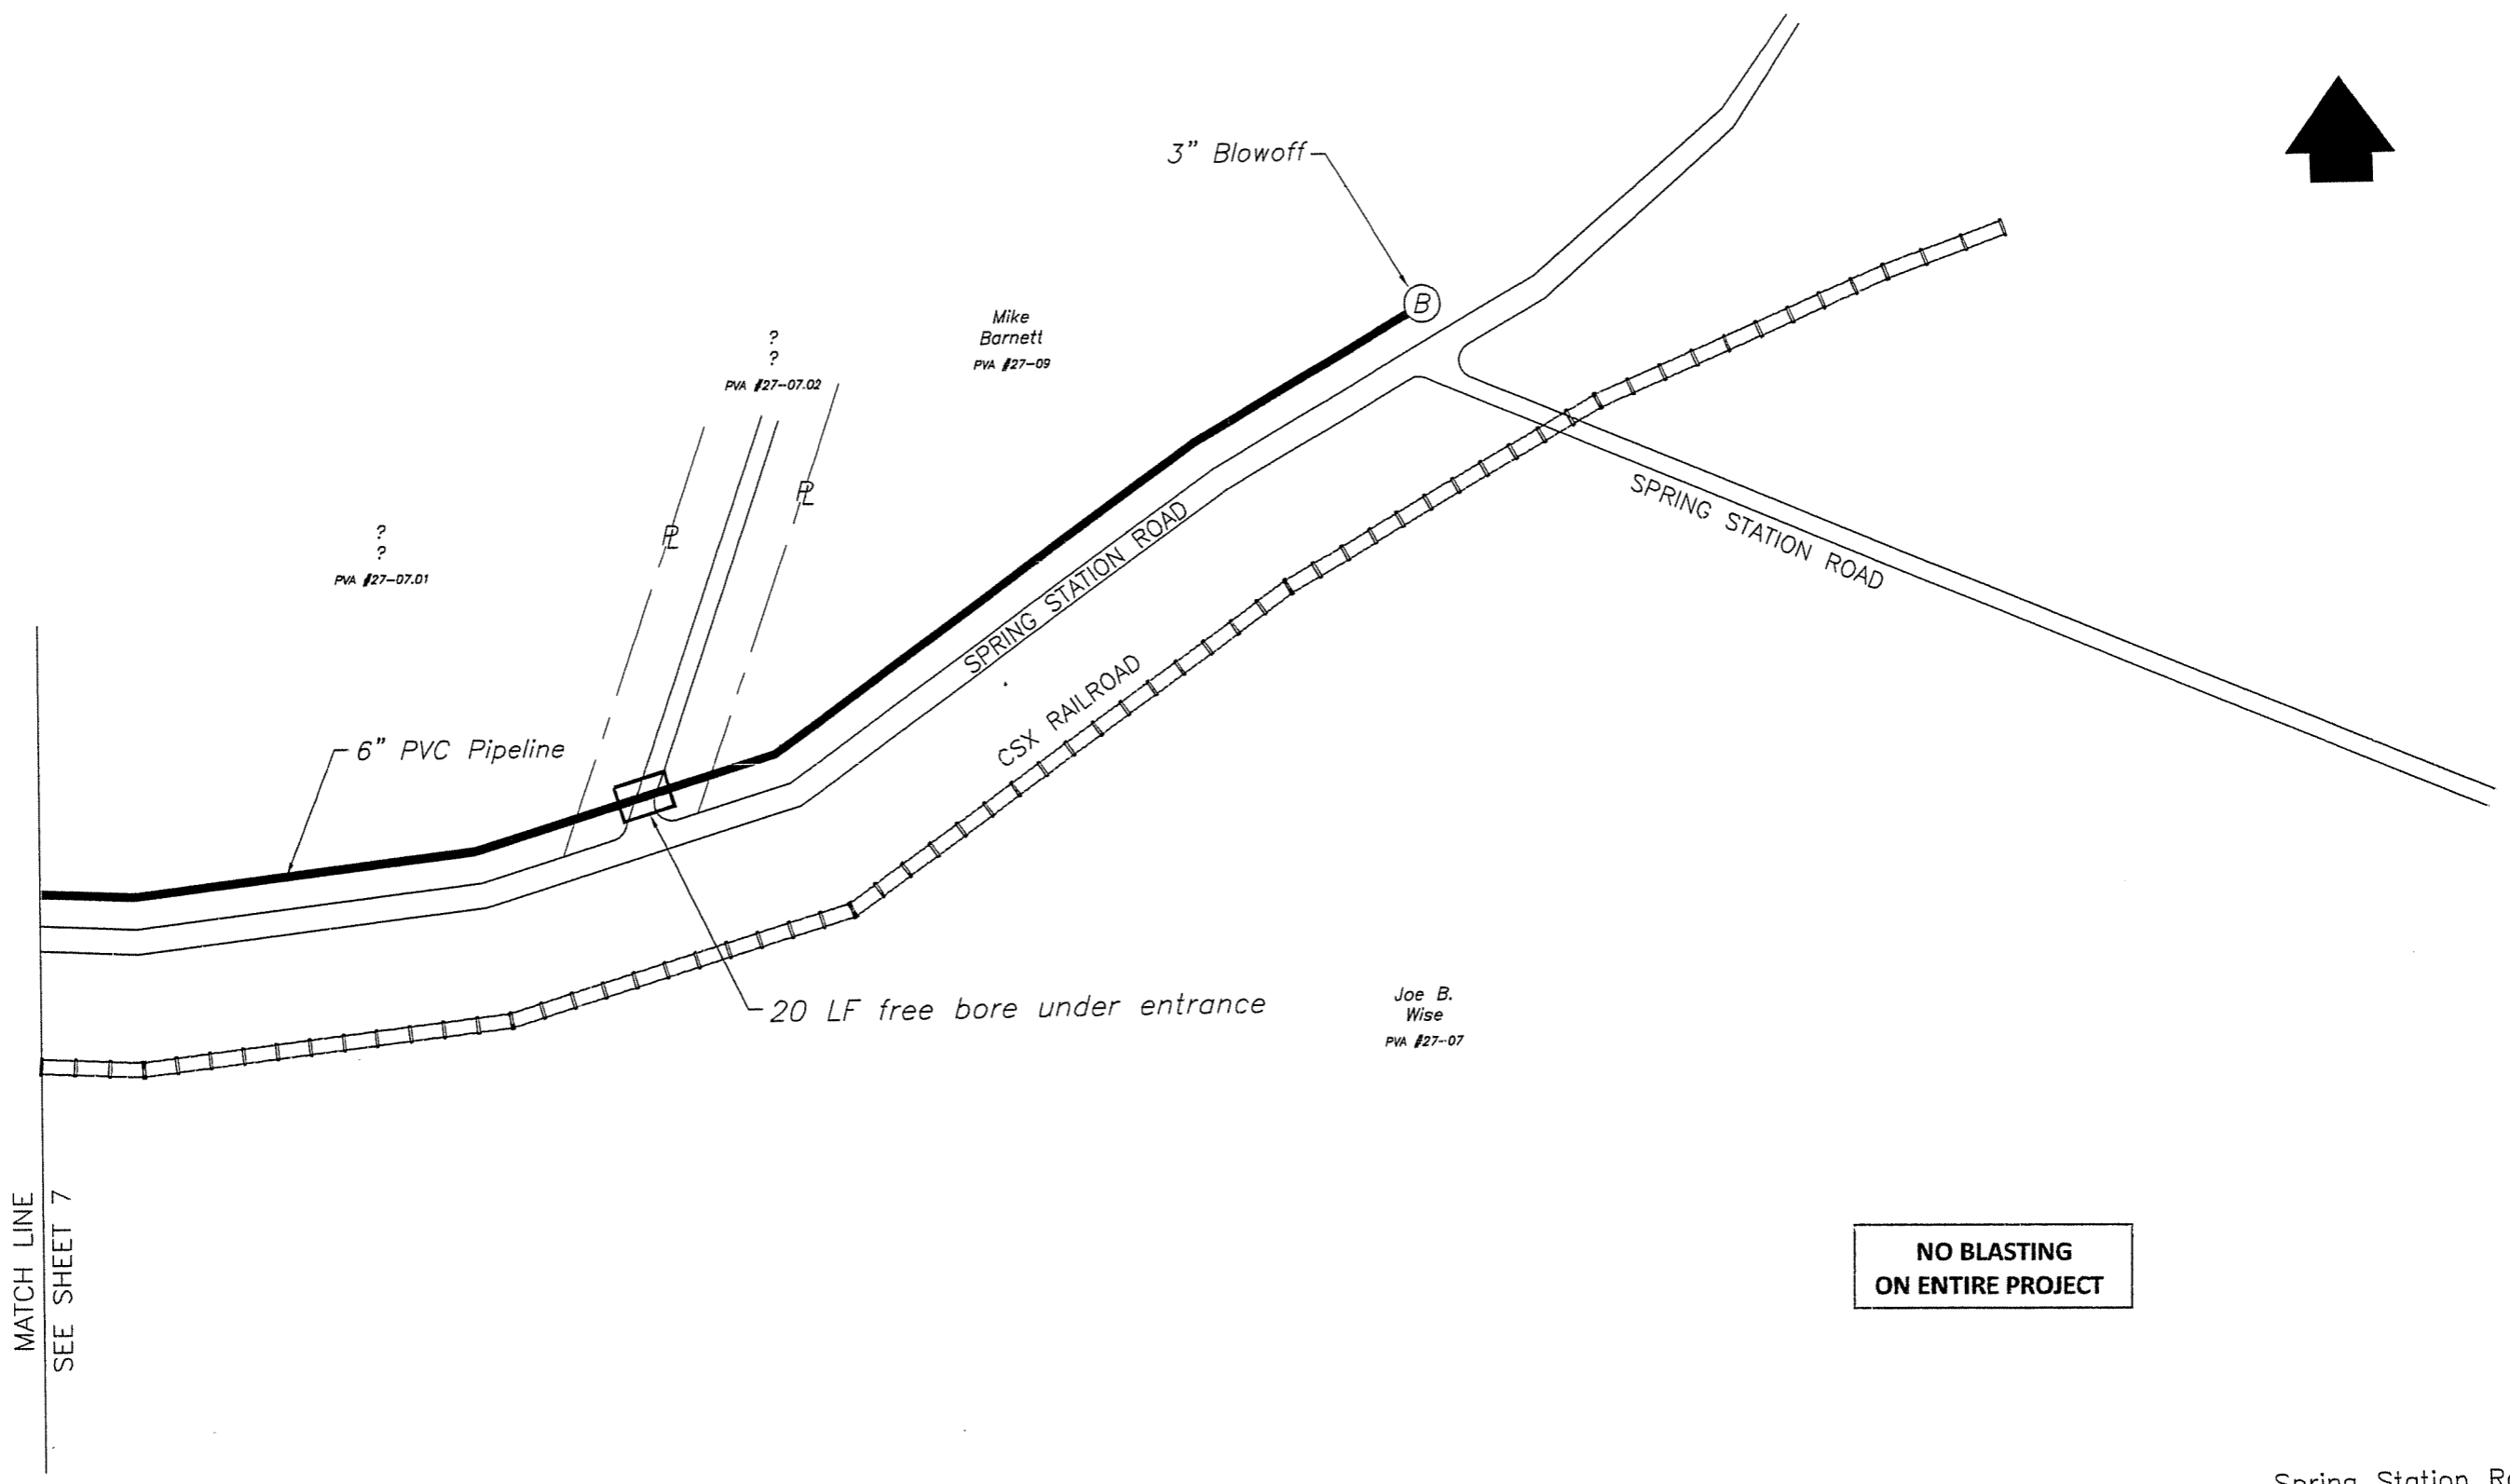 3" Blowoff
B
Mike
Barnett
PVA #27-09
?
?
PVA #27-07.02
PL
PL
?
?
PVA #27-07.01
SPRING STATION ROAD
SPRING STATION ROAD
CSX RAILROAD
6" PVC Pipeline
20 LF free bore under entrance
Joe B.
Wise
PVA #27-07
MATCH LINE
SEE SHEET 7
NO BLASTING
ON ENTIRE PROJECT
Spring Station